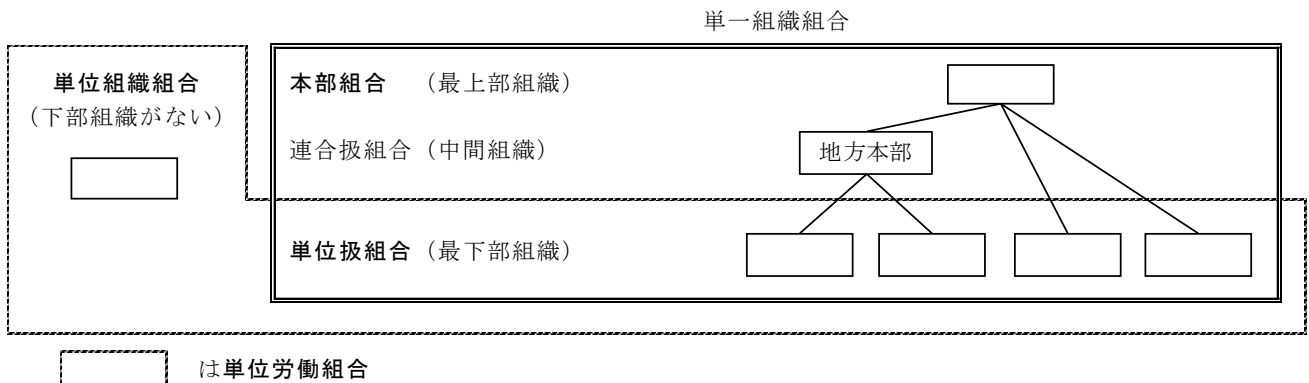 単一組織組合
単位組織組合
（下部組織がない）
本部組合 （最上部組織）
連合扱組合（中間組織）
地方本部
単位扱組合（最下部組織）
は単位労働組合